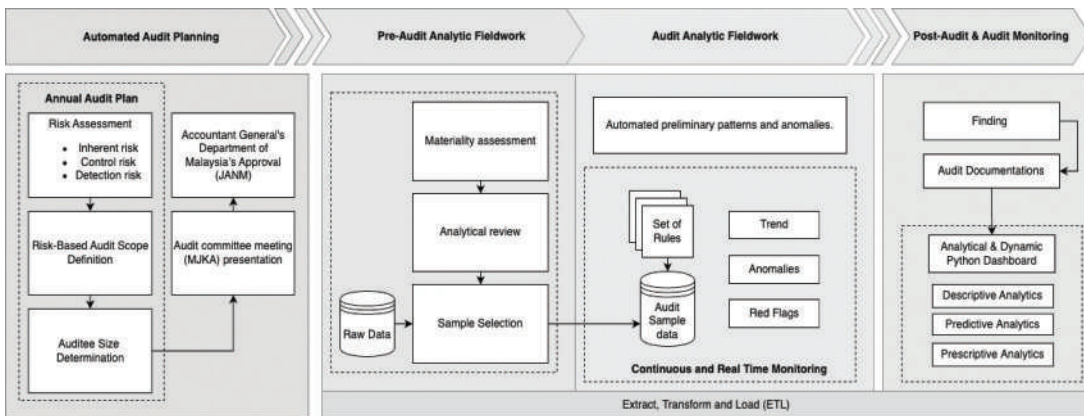 Automated Audit Planning
Pre-Audit Analytic Fieldwork
Audit Analytic Fieldwork
Post-Audit & Audit Monitoring
Annual Audit Plan
Risk Assessment
• Inherent risk
• Control risk
• Detection risk
Risk-Based Audit Scope
Definition
Auditee Size
Determination
Accountant General's
Department of
Malaysia's Approval
(JANM)
Audit committee meeting
(MJKA) presentation
Materiality assessment
Analytical review
Raw Data
Sample Selection
Automated preliminary patterns and anomalies.
Set of
Rules
Audit
Sample
data
Trend
Anomalies
Red Flags
Continuous and Real Time Monitoring
Finding
Audit Documentations
Analytical & Dynamic
Python Dashboard
Descriptive Analytics
Predictive Analytics
Prescriptive Analytics
Extract, Transform and Load (ETL)